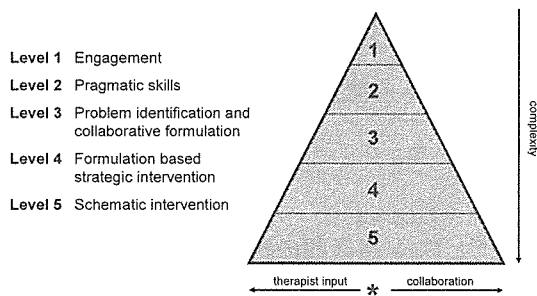 Level 1 Engagement
Level 2 Pragmatic skills
Level 3 Problem identification and
collaborative formulation
Level 4 Formulation based
strategic intervention
Level 5 Schematic intervention
1
2
3
4
5
complexity
therapist input * collaboration